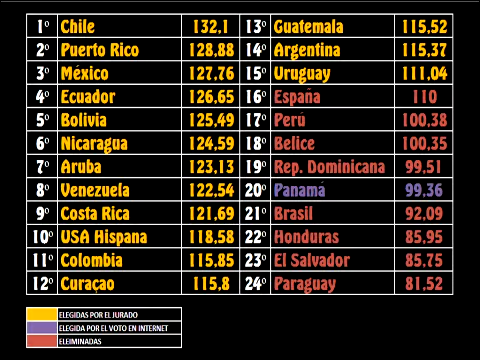 1º Chile 132,1 13º Guatemala 115,52
2º Puerto Rico 128,88 14º Argentina 115,37
3º México 127,76 15º Uruguay 111,04
4º Ecuador 126,65 16º España 110
5º Bolivia 125,49 17º Perú 100,38
6º Nicaragua 124,59 18º Belice 100,35
7º Aruba 123,13 19º Rep. Dominicana 99,51
8º Venezuela 122,54 20º Panamá 99,36
9º Costa Rica 121,69 21º Brasil 92,09
10º USA Hispana 118,58 22º Honduras 85,95
11º Colombia 115,85 23º El Salvador 85,75
12º Curaçao 115,8 24º Paraguay 81,52
ELEGIDAS POR EL JURADO
ELEGIDA POR EL VOTO EN INTERNET
ELEIMINADAS